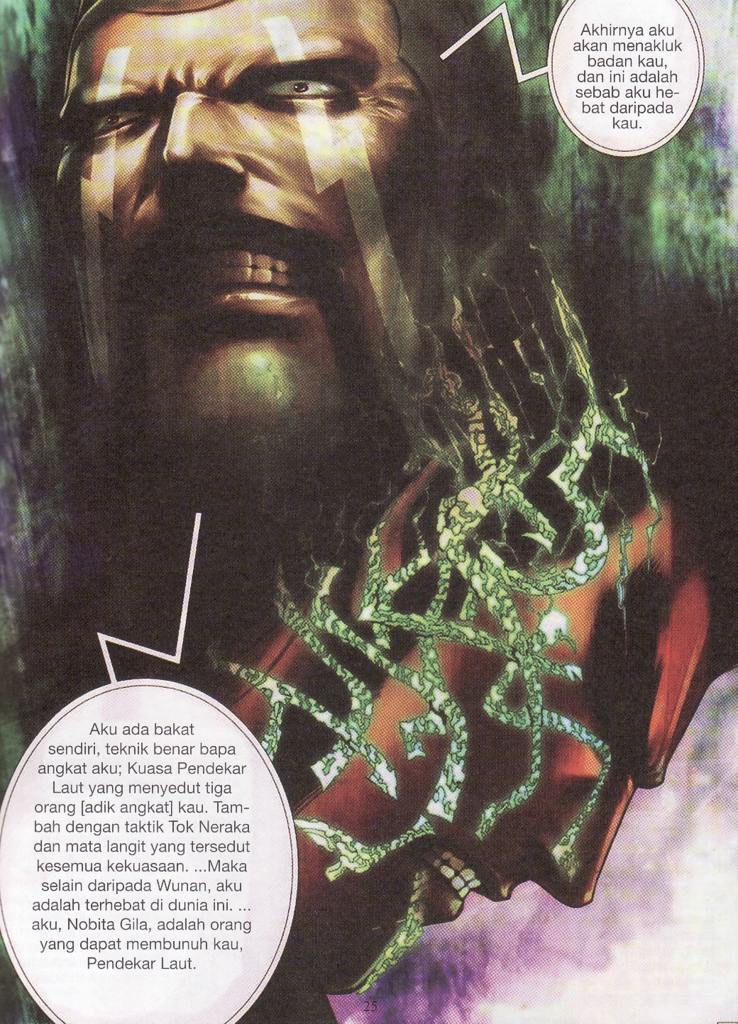 Akhirnya aku
akan menakluk
badan kau,
dan ini adalah
sebab aku he-
bat daripada
kau.
Aku ada bakat
sendiri, teknik benar bapa
angkat aku; Kuasa Pendekar
Laut yang menyedut tiga
orang [adik angkat] kau. Tam-
bah dengan taktik Tok Neraka
dan mata langit yang tersedut
kesemua kekuasaan. ...Maka
selain daripada Wunan, aku
adalah terhebat di dunia ini. ...
aku, Nobita Gila, adalah orang
yang dapat membunuh kau,
Pendekar Laut.
25